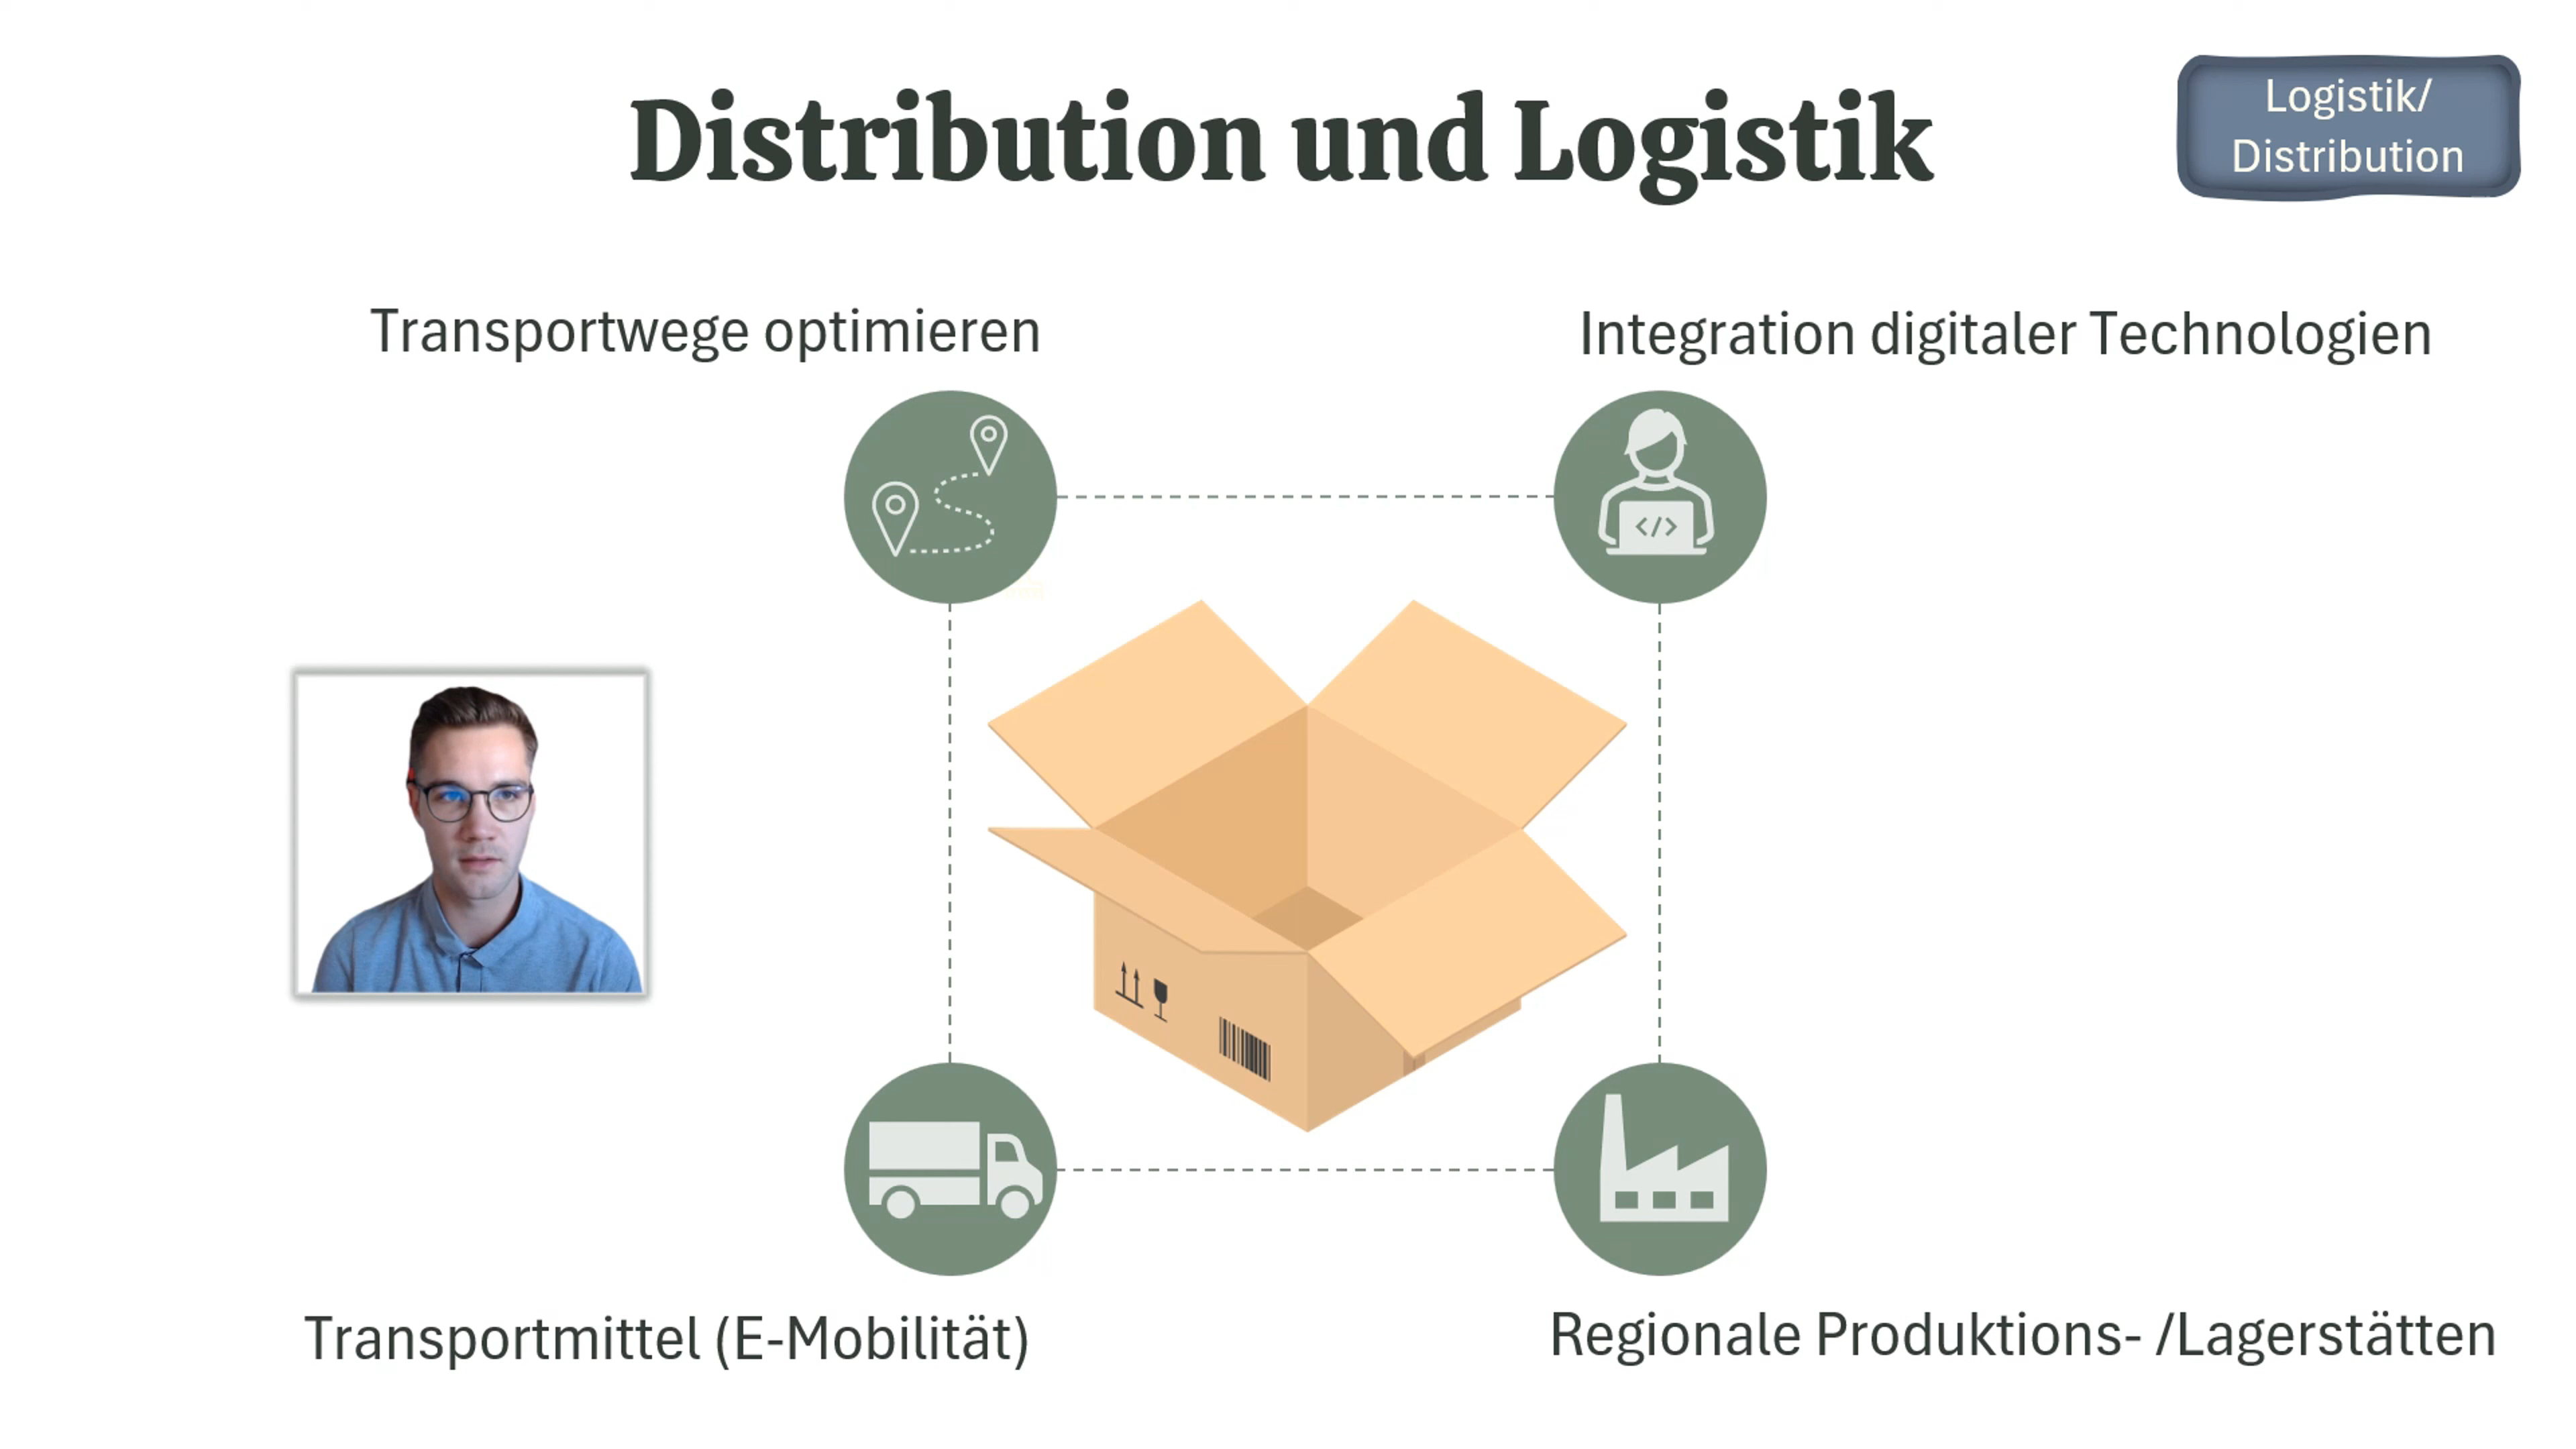 Distribution und Logistik
Logistik/
Distribution
Transportwege optimieren
Integration digitaler Technologien
</>
Transportmittel (E-Mobilität)
Regionale Produktions- /Lagerstätten